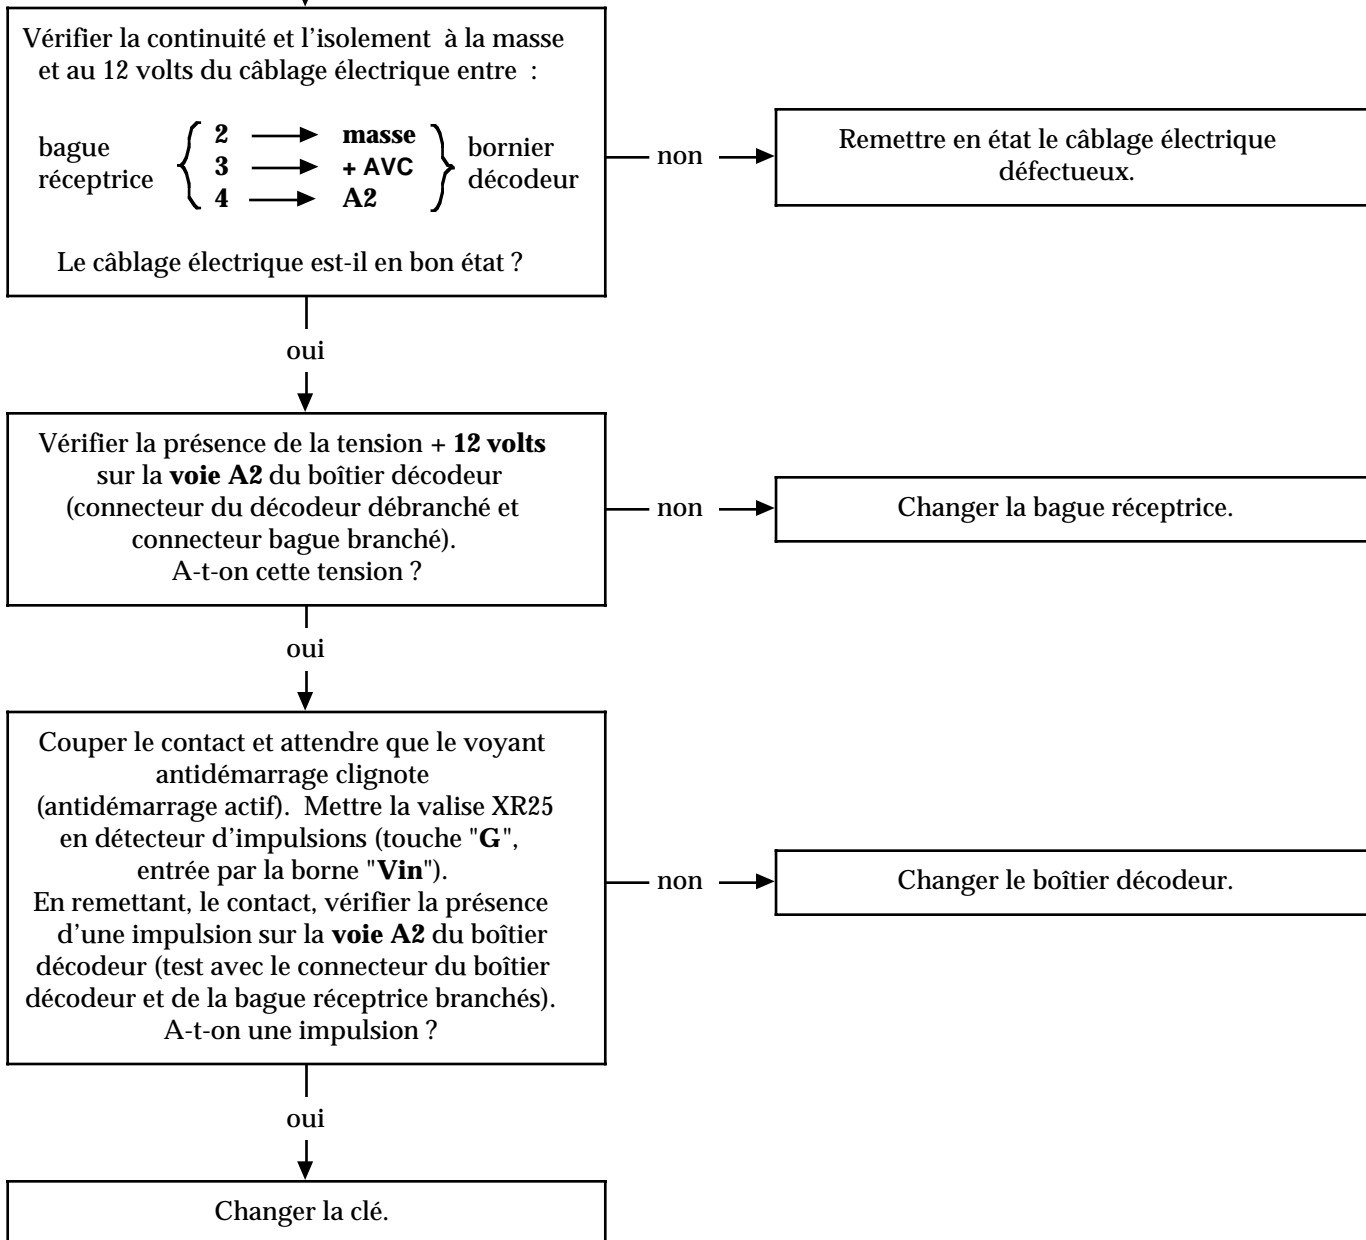 Vérifier la continuité et l'isolement à la masse
et au 12 volts du câblage électrique entre :
bague
réceptrice
2 masse
3 + AVC
4 A2
bornier
décodeur
Le câblage électrique est-il en bon état ?
non
Remettre en état le câblage électrique
défectueux.
oui
Vérifier la présence de la tension + 12 volts
sur la voie A2 du boîtier décodeur
(connecteur du décodeur débranché et
connecteur bague branché).
A-t-on cette tension ?
non
Changer la bague réceptrice.
oui
Couper le contact et attendre que le voyant
antidémarrage clignote
(antidémarrage actif). Mettre la valise XR25
en détecteur d'impulsions (touche "G",
entrée par la borne "Vin").
En remettant, le contact, vérifier la présence
d'une impulsion sur la voie A2 du boîtier
décodeur (test avec le connecteur du boîtier
décodeur et de la bague réceptrice branchés).
A-t-on une impulsion ?
non
Changer le boîtier décodeur.
oui
Changer la clé.